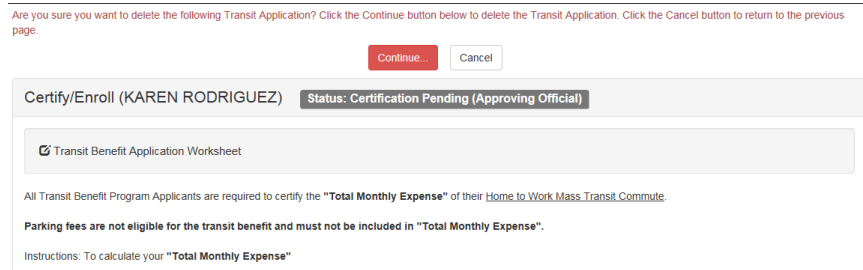 Are you sure you want to delete the following Transit Application? Click the Continue button below to delete the Transit Application. Click the Cancel button to return to the previous
page.
Continue... Cancel
Certify/Enroll (KAREN RODRIGUEZ) Status: Certification Pending (Approving Official)
Transit Benefit Application Worksheet
All Transit Benefit Program Applicants are required to certify the "Total Monthly Expense" of their Home to Work Mass Transit Commute.
Parking fees are not eligible for the transit benefit and must not be included in "Total Monthly Expense".
Instructions: To calculate your "Total Monthly Expense"